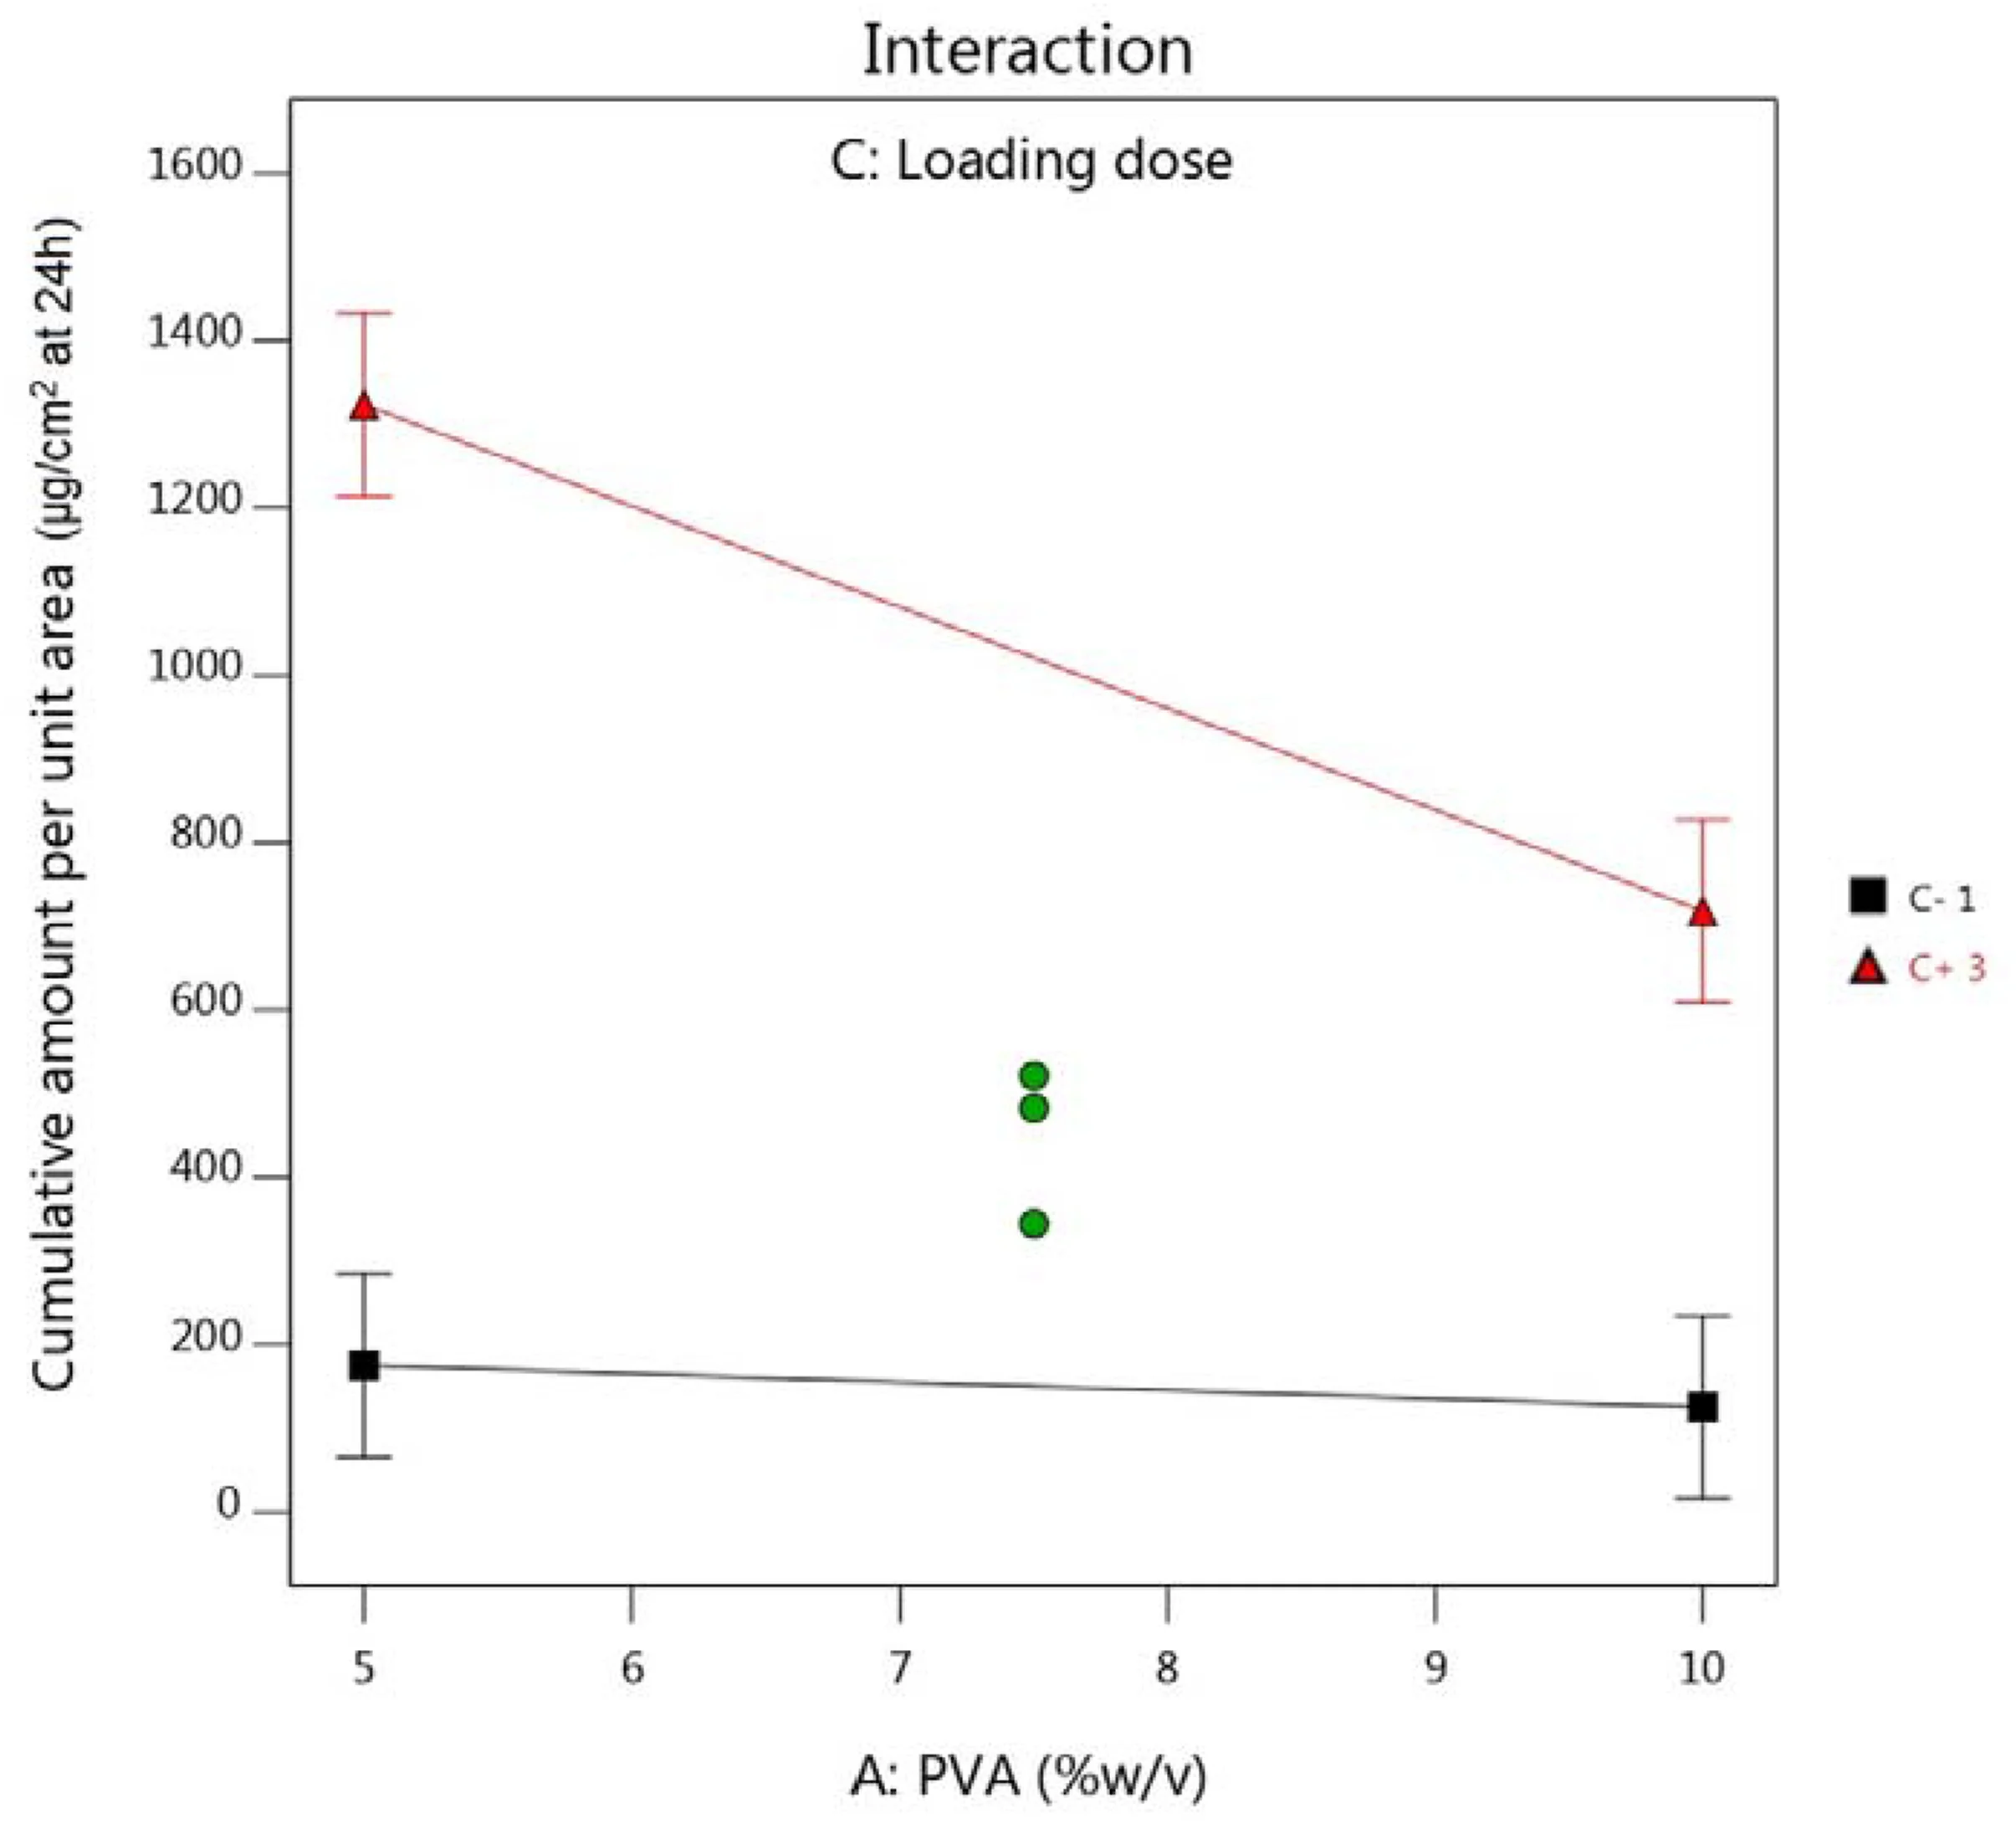 Interaction
C: Loading dose
Cumulative amount per unit area (µg/cm² at 24h)
1600
1400
1200
1000
800
600
400
200
0
5 6 7 8 9 10
A: PVA (%w/v)
C- 1
C+ 3